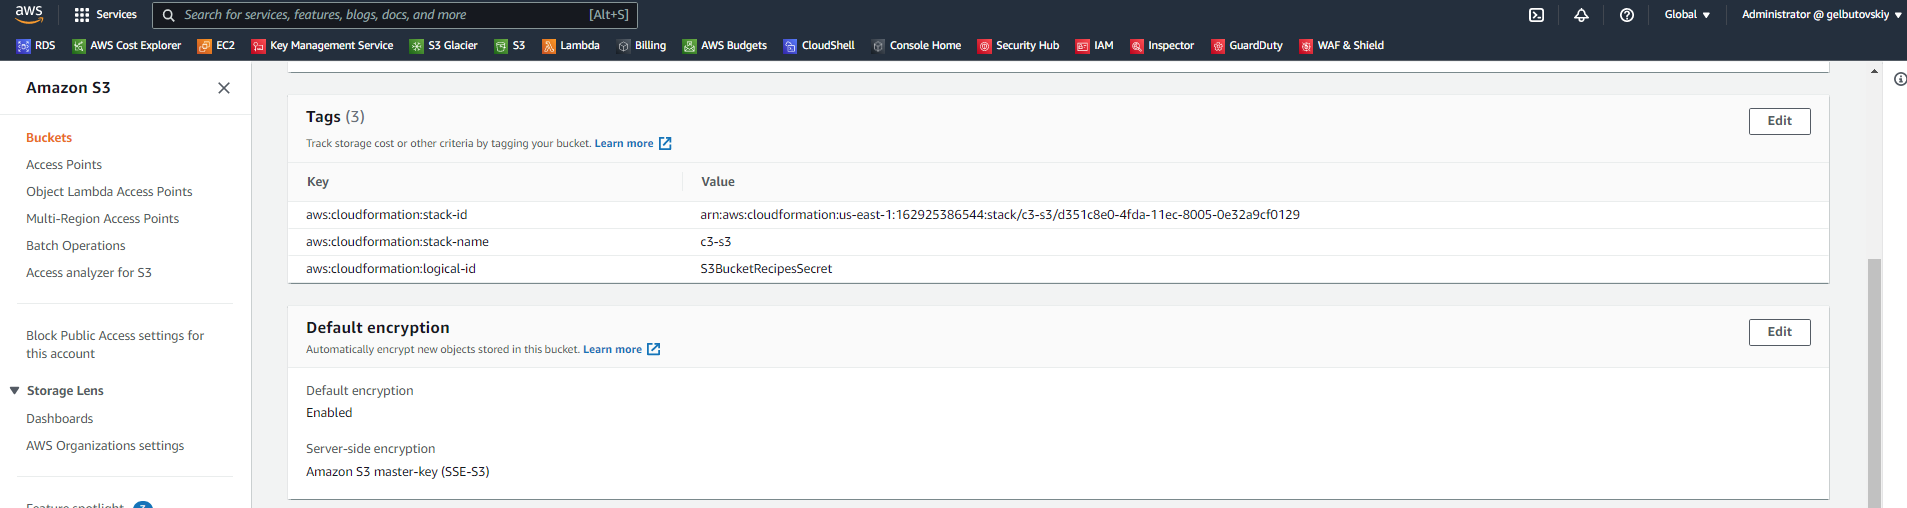 aws Services Search for services, features, blogs, docs, and more [Alt+S] Global Administrator @ gelbutovskiy
RDS AWS Cost Explorer EC2 Key Management Service S3 Glacier S3 Lambda Billing AWS Budgets CloudShell Console Home Security Hub IAM Inspector GuardDuty WAF & Shield
Amazon S3
Buckets
Access Points
Object Lambda Access Points
Multi-Region Access Points
Batch Operations
Access analyzer for S3
Block Public Access settings for
this account
Storage Lens
Dashboards
AWS Organizations settings
Feature spotlight 3
Tags (3)
Edit
Track storage cost or other criteria by tagging your bucket. Learn more
Key Value
aws:cloudformation:stack-id arn:aws:cloudformation:us-east-1:162925386544:stack/c3-s3/d351c8e0-4fda-11ec-8005-0e32a9cf0129
aws:cloudformation:stack-name c3-s3
aws:cloudformation:logical-id S3BucketRecipesSecret
Default encryption
Edit
Automatically encrypt new objects stored in this bucket. Learn more
Default encryption
Enabled
Server-side encryption
Amazon S3 master-key (SSE-S3)